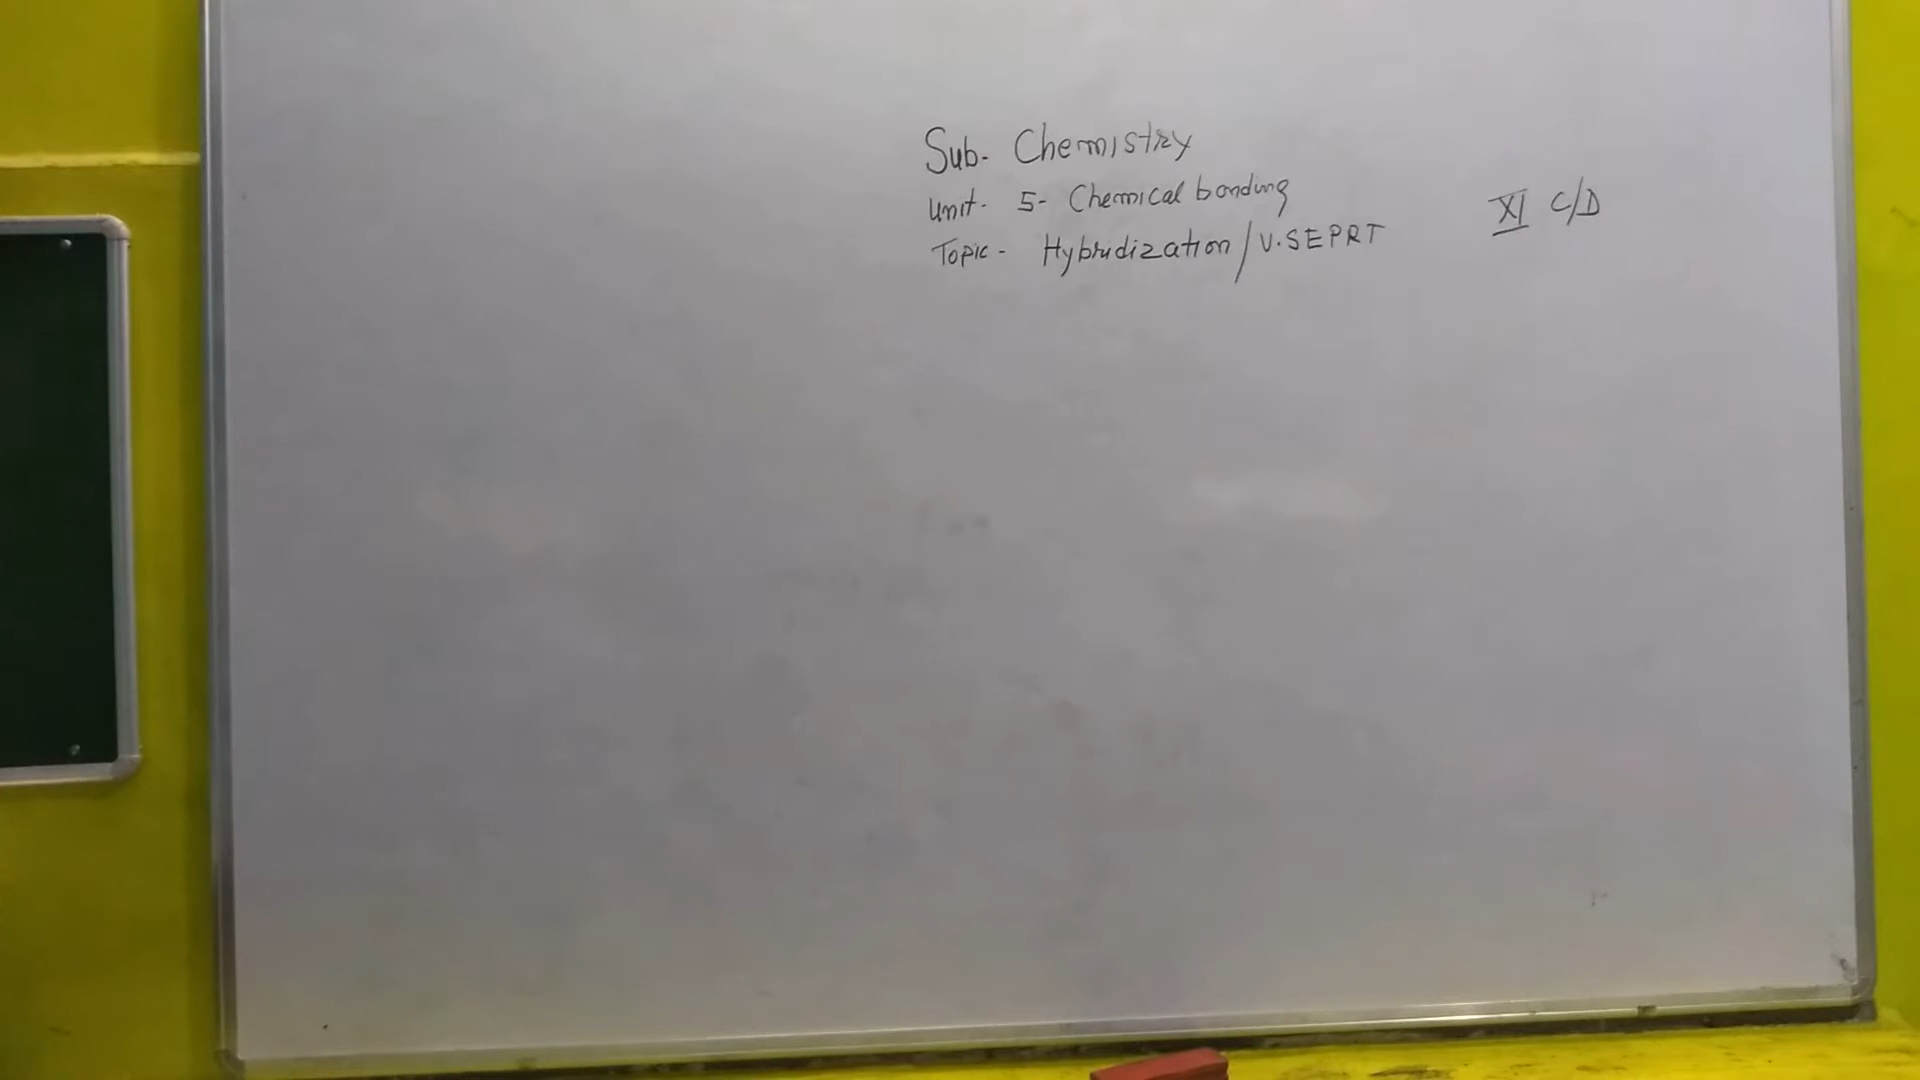 Sub- Chemistry
Unit- 5- Chemical bonding
XI C/D
Topic- Hybridization / V.SEPRT